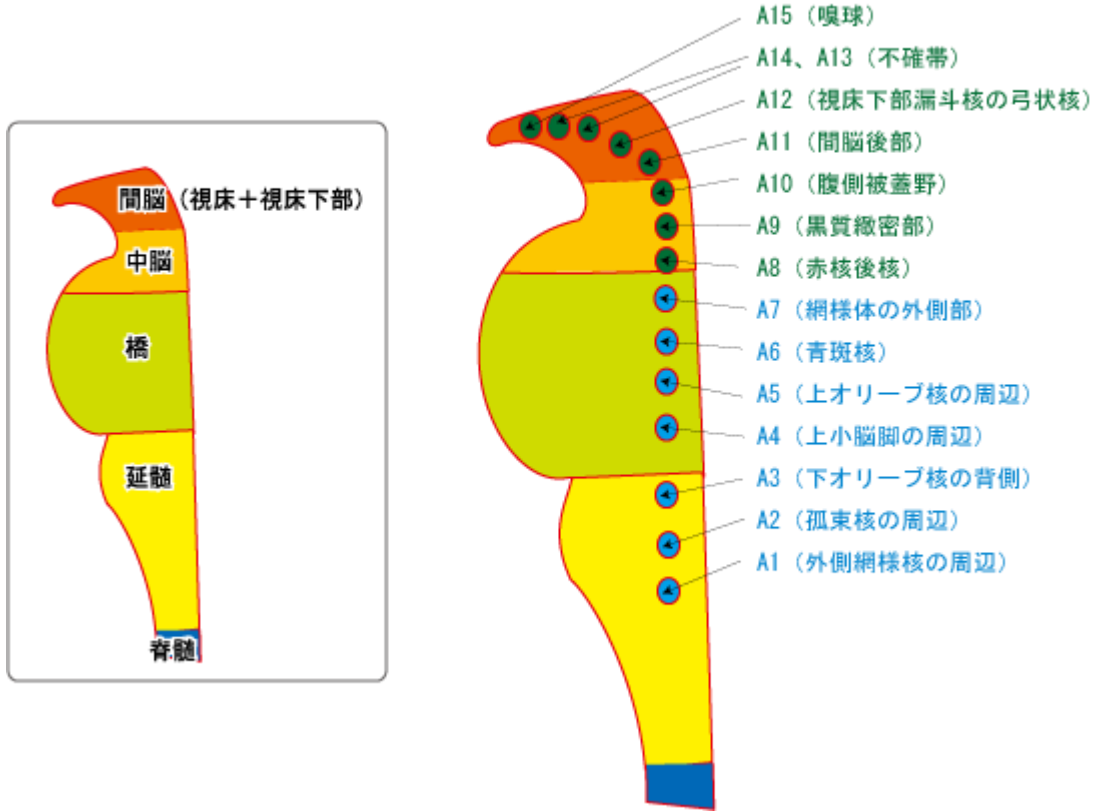 間脳（視床＋視床下部）
中脳
橋
延髄
脊髄
A15（嗅球）
A14、A13（不確帯）
A12（視床下部漏斗核の弓状核）
A11（間脳後部）
A10（腹側被蓋野）
A9（黒質緻密部）
A8（赤核後核）
A7（網様体の外側部）
A6（青斑核）
A5（上オリーブ核の周辺）
A4（上小脳脚の周辺）
A3（下オリーブ核の背側）
A2（孤束核の周辺）
A1（外側網様核の周辺）